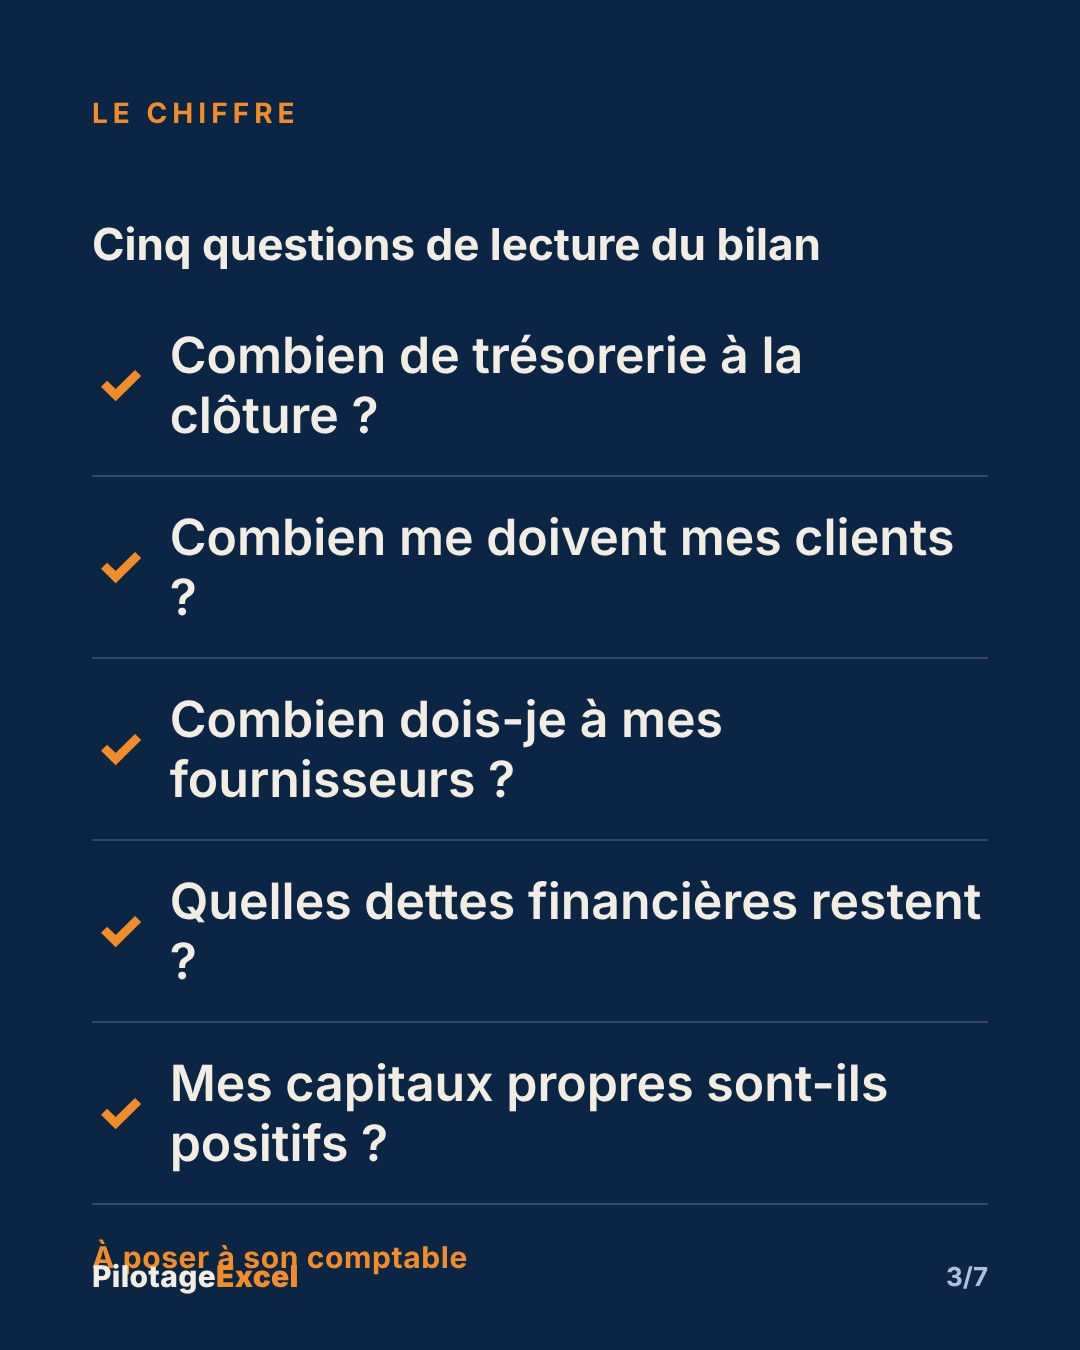 LE CHIFFRE
Cinq questions de lecture du bilan
Combien de trésorerie à la
clôture ?
Combien me doivent mes clients
?
Combien dois-je à mes
fournisseurs ?
Quelles dettes financières restent
?
Mes capitaux propres sont-ils
positifs ?
À poser à son comptable
PilotageExcel
3/7